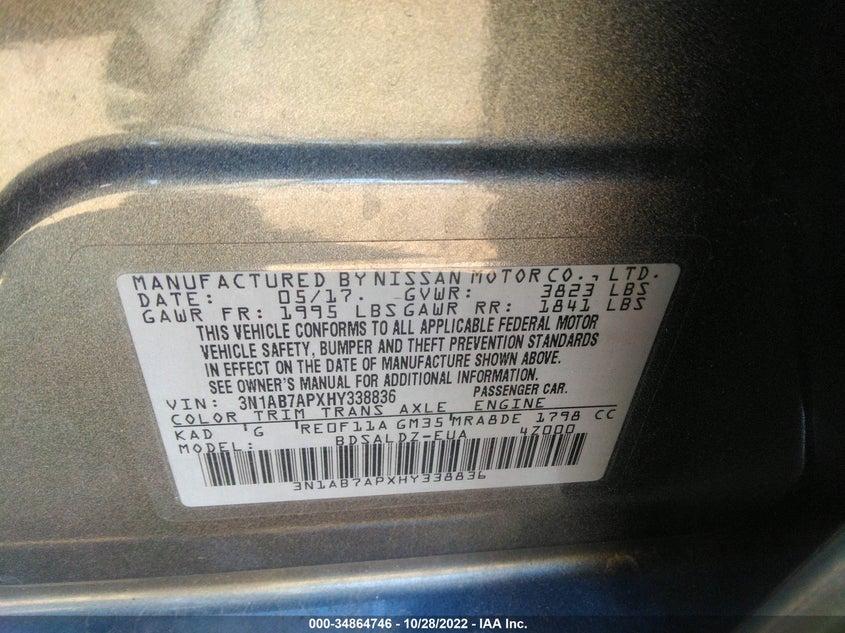 MANUFACTURED BY NISSAN MOTOR CO., LTD.
DATE: 05/17. GVWR: 3823 LBS
GAWR FR: 1995 LBS GAWR RR: 1841 LBS
THIS VEHICLE CONFORMS TO ALL APPLICABLE FEDERAL MOTOR
VEHICLE SAFETY, BUMPER AND THEFT PREVENTION STANDARDS
IN EFFECT ON THE DATE OF MANUFACTURE SHOWN ABOVE.
SEE OWNER'S MANUAL FOR ADDITIONAL INFORMATION.
VIN: 3N1AB7APXHY338836 PASSENGER CAR.
COLOR TRIM TRANS AXLE ENGINE
KAD 'G 'RE0F11A GM35'MRA8DE 1798 CC
MODEL: BDSALDZ-EUA 4Z000
3N1AB7APXHY338836
000-34864746 - 10/28/2022 - IAA Inc.